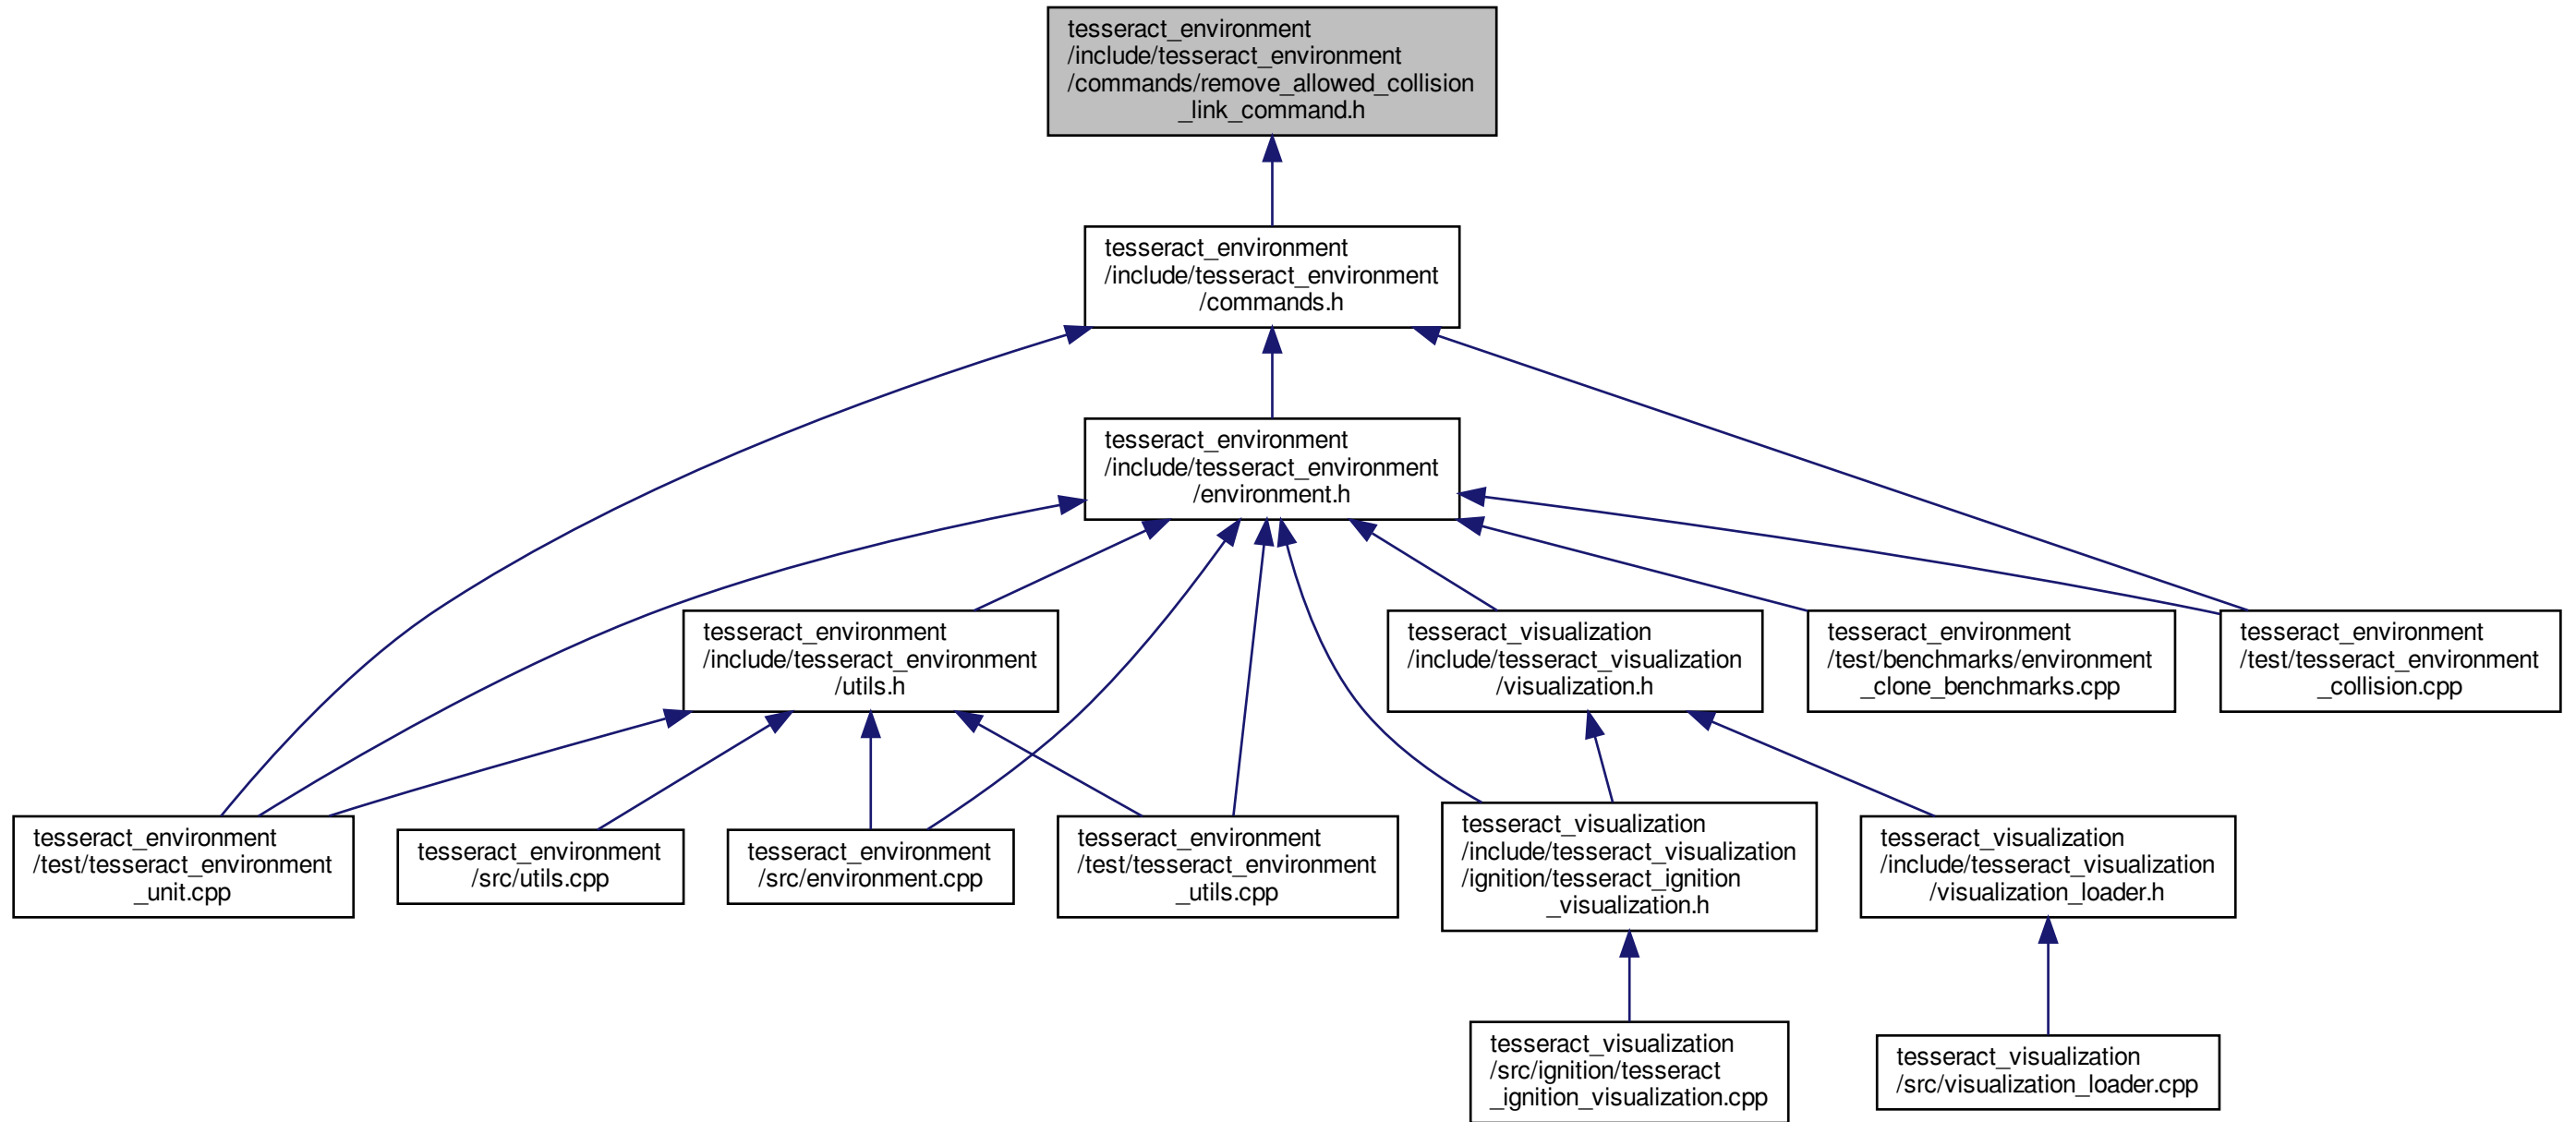 tesseract_environment
/include/tesseract_environment
/commands/remove_allowed_collision
_link_command.h
tesseract_environment
/include/tesseract_environment
/commands.h
tesseract_environment
/include/tesseract_environment
/environment.h
tesseract_environment
/include/tesseract_environment
/utils.h
tesseract_visualization
/include/tesseract_visualization
/visualization.h
tesseract_environment
/test/benchmarks/environment
_clone_benchmarks.cpp
tesseract_environment
/test/tesseract_environment
_collision.cpp
tesseract_environment
/test/tesseract_environment
_unit.cpp
tesseract_environment
/src/utils.cpp
tesseract_environment
/src/environment.cpp
tesseract_environment
/test/tesseract_environment
_utils.cpp
tesseract_visualization
/include/tesseract_visualization
/ignition/tesseract_ignition
_visualization.h
tesseract_visualization
/include/tesseract_visualization
/visualization_loader.h
tesseract_visualization
/src/ignition/tesseract
_ignition_visualization.cpp
tesseract_visualization
/src/visualization_loader.cpp